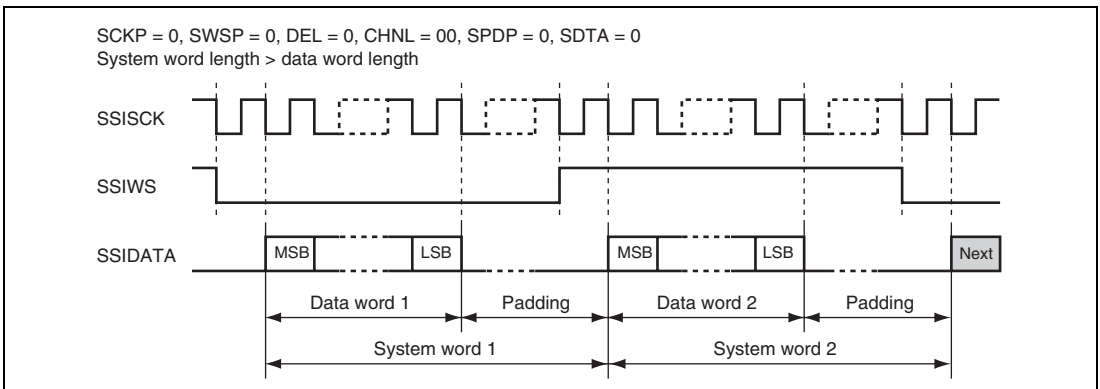 SCKP = 0, SWSP = 0, DEL = 0, CHNL = 00, SPDP = 0, SDTA = 0
System word length > data word length
SSISCK
SSIWS
SSIDATA
MSB
LSB
MSB
LSB
Next
Data word 1
Padding
Data word 2
Padding
System word 1
System word 2